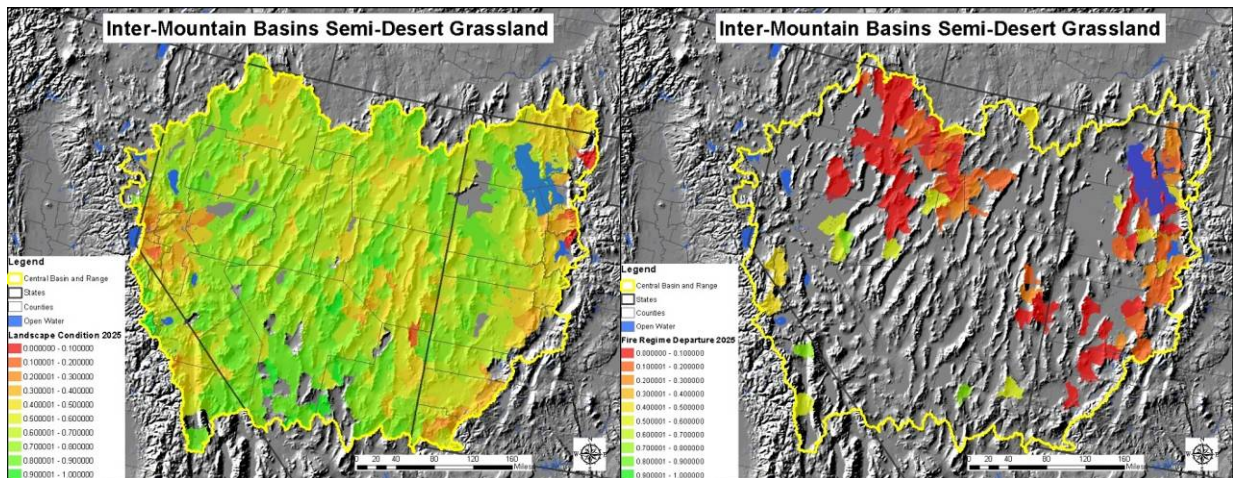 Inter-Mountain Basins Semi-Desert Grassland
Legend
Central Basin and Range
States
Counties
Open Water
Landscape Condition 2025
0.000000 - 0.100000
0.100001 - 0.200000
0.200001 - 0.300000
0.300001 - 0.400000
0.400001 - 0.500000
0.500001 - 0.600000
0.600001 - 0.700000
0.700001 - 0.800000
0.800001 - 0.900000
0.900001 - 1.000000
0 20 40 80 120 160
Miles
Inter-Mountain Basins Semi-Desert Grassland
Legend
Central Basin and Range
States
Counties
Open Water
Fire Regime Departure 2025
0.000000 - 0.100000
0.100001 - 0.200000
0.200001 - 0.300000
0.300001 - 0.400000
0.400001 - 0.500000
0.500001 - 0.600000
0.600001 - 0.700000
0.700001 - 0.800000
0.800001 - 0.900000
0.900001 - 1.000000
0 20 40 80 120 160
Miles